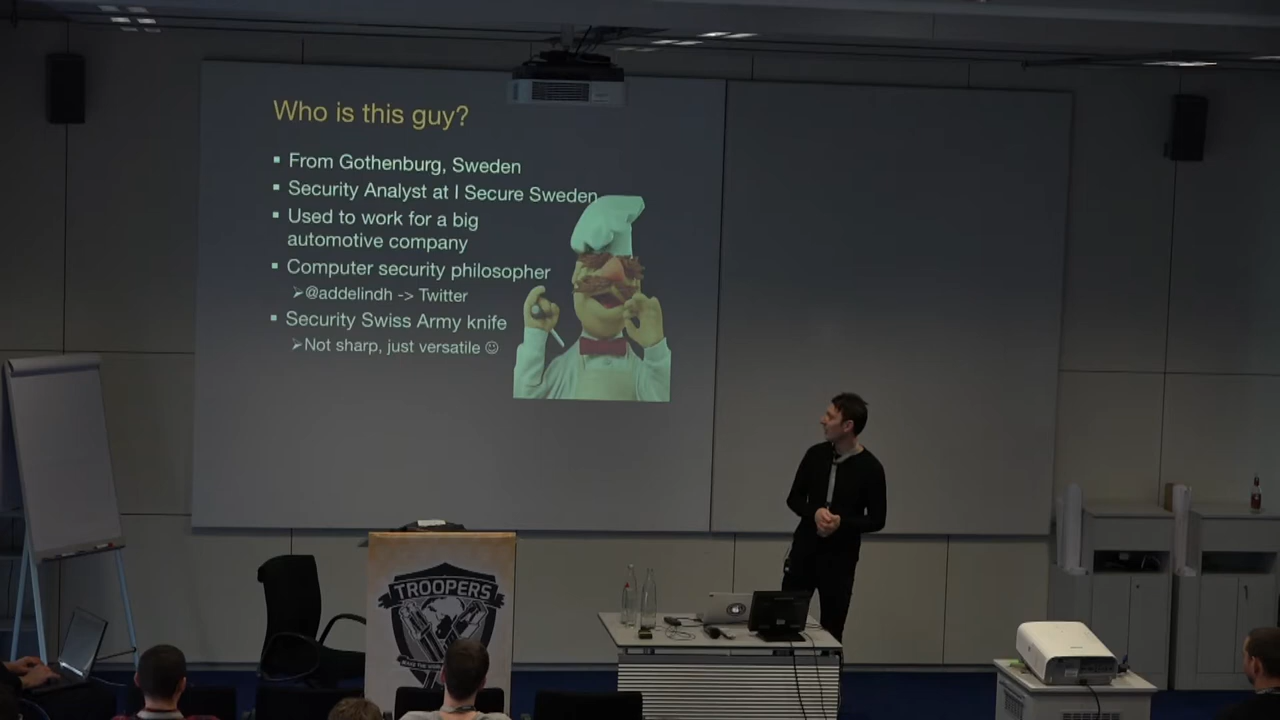 Who is this guy?
▪ From Gothenburg, Sweden
▪ Security Analyst at I Secure Sweden
▪ Used to work for a big
automotive company
▪ Computer security philosopher
➢@addelindh -> Twitter
▪ Security Swiss Army knife
➢Not sharp, just versatile ☺
TROOPERS